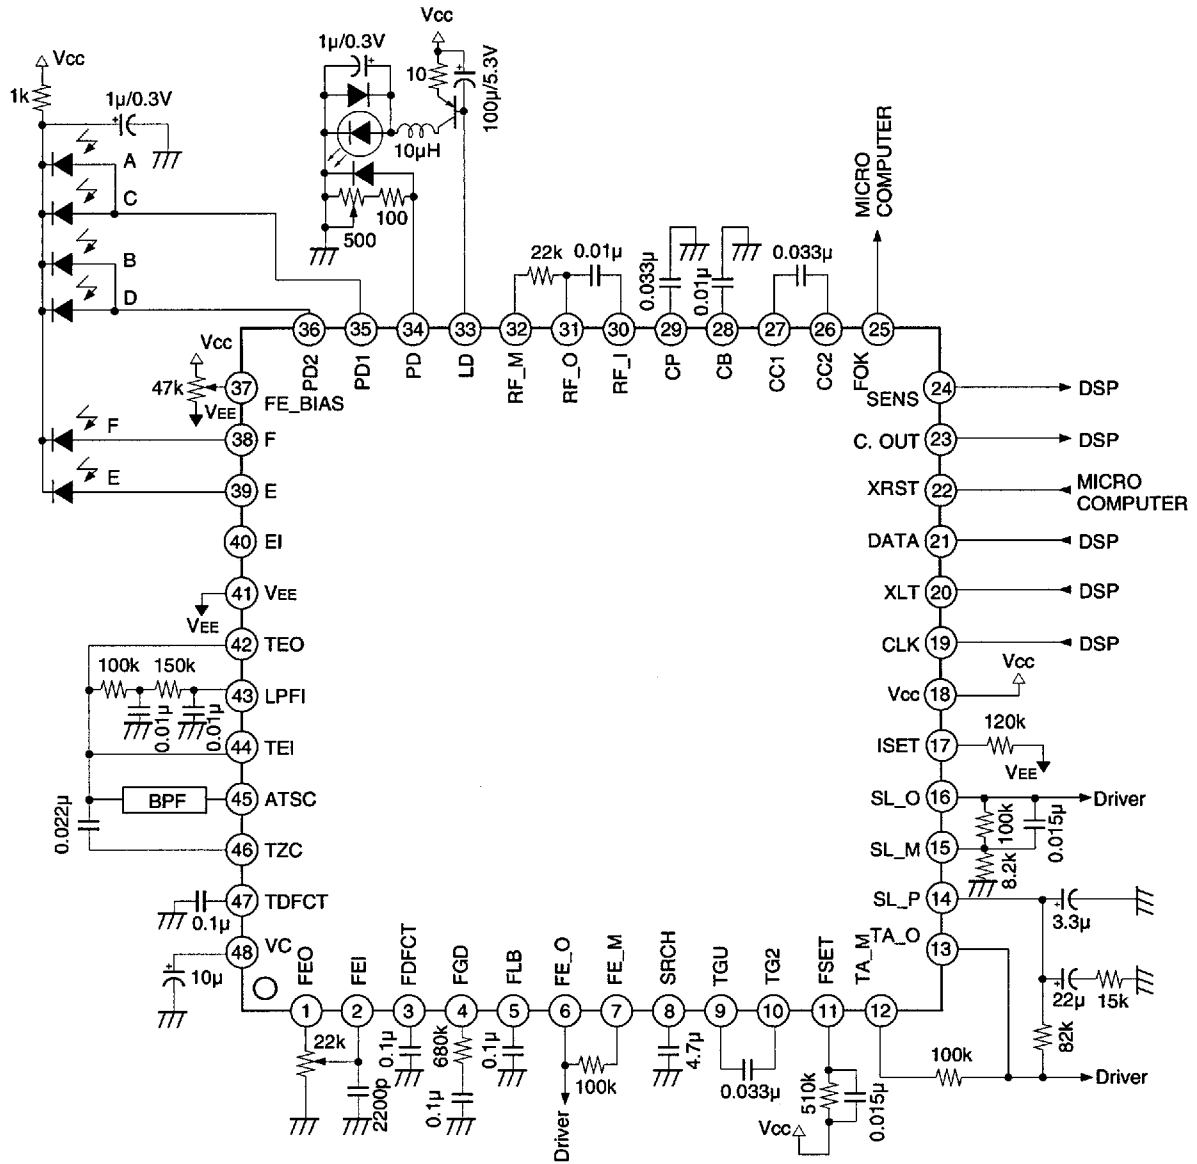 Vcc
1k
1μ/0.3V
A
C
B
D
1μ/0.3V
Vcc
10
100μ/5.3V
10μH
100
500
22k
0.01μ
0.033μ
0.01μ
0.033μ
MICRO
COMPUTER
36
35
34
33
32
31
30
29
28
27
26
25
PD2
PD1
PD
LD
RF_M
RF_O
RF_I
CP
CB
CC1
CC2
FOK
Vcc
47k
VEE
37
FE_BIAS
F
38
F
E
39
E
40
EI
41
VEE
VEE
42
TEO
100k
150k
43
LPFI
0.01μ
0.01μ
44
TEI
BPF
45
ATSC
0.022μ
46
TZC
47
TDFCT
0.1μ
48
VC
10μ
SENS
24
DSP
C. OUT
23
DSP
XRST
22
MICRO
COMPUTER
DATA
21
DSP
XLT
20
DSP
CLK
19
DSP
Vcc
18
Vcc
ISET
17
120k
VEE
SL_O
16
Driver
100k
0.015μ
SL_M
15
8.2k
SL_P
14
3.3μ
TA_O
13
22μ
15k
82k
FEO
FEI
FDFCT
FGD
FLB
FE_O
FE_M
SRCH
TGU
TG2
FSET
TA_M
1
2
3
4
5
6
7
8
9
10
11
12
22k
2200p
0.1μ
680k
0.1μ
0.1μ
100k
Driver
4.7μ
0.033μ
510k
0.015μ
Vcc
100k
Driver